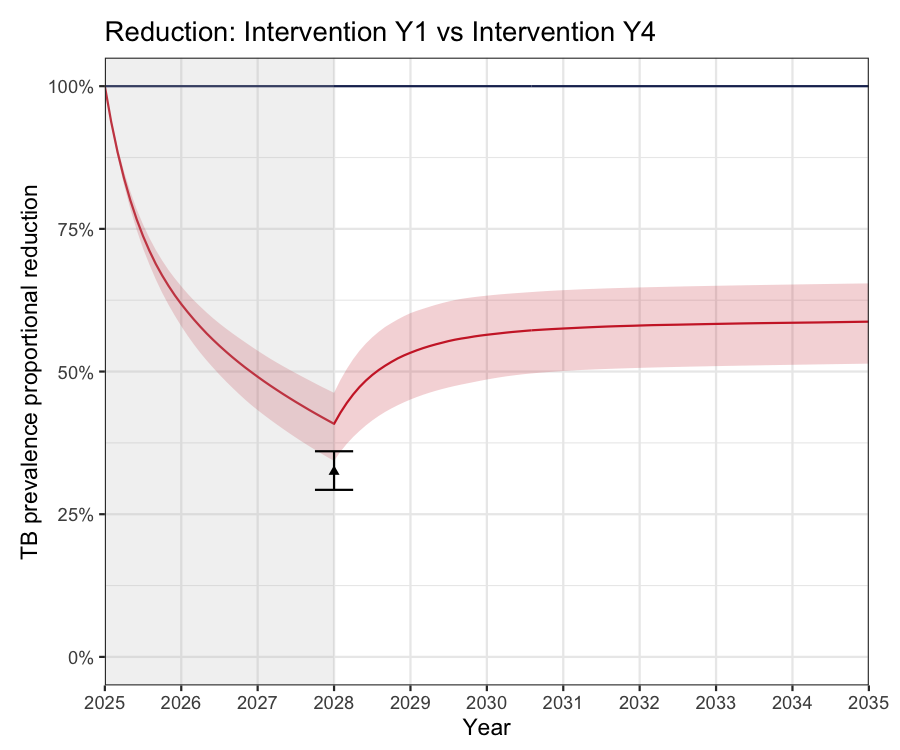 Reduction: Intervention Y1 vs Intervention Y4
TB prevalence proportional reduction
100%
75%
50%
25%
0%
2025 2026 2027 2028 2029 2030 2031 2032 2033 2034 2035
Year